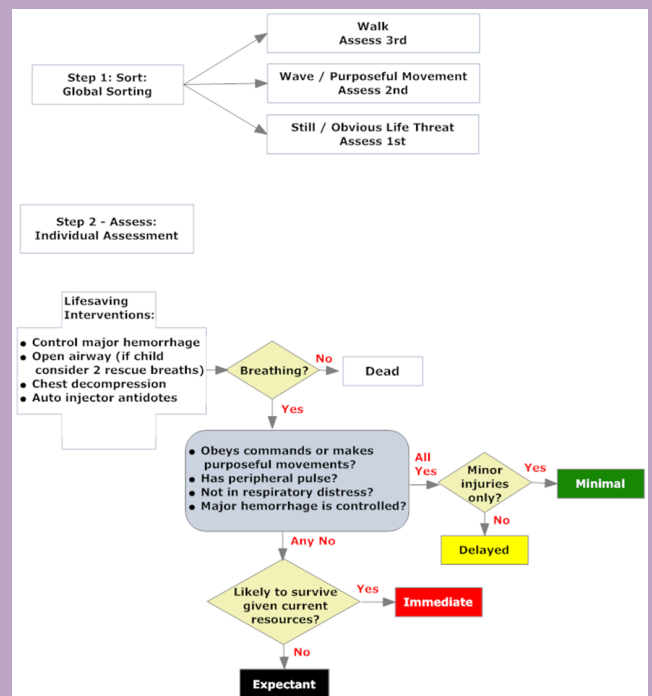 Walk
Assess 3rd
Step 1: Sort:
Global Sorting
Wave / Purposeful Movement
Assess 2nd
Still / Obvious Life Threat
Assess 1st
Step 2 - Assess:
Individual Assessment
Lifesaving
Interventions:
● Control major hemorrhage
● Open airway (if child
consider 2 rescue breaths)
● Chest decompression
● Auto injector antidotes
Breathing?
No
Dead
Yes
● Obeys commands or makes
purposeful movements?
● Has peripheral pulse?
● Not in respiratory distress?
● Major hemorrhage is controlled?
All
Yes
Minor
injuries
only?
Yes
Minimal
No
Delayed
Any No
Likely to survive
given current
resources?
Yes
Immediate
No
Expectant